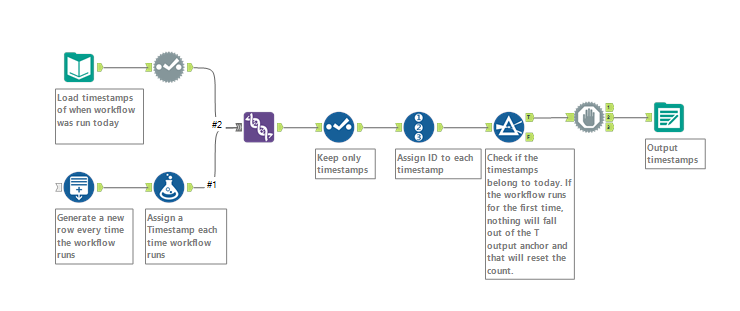 Load timestamps
of when workflow
was run today
#2
1
2
3
T
F
1
2
3
Output
timestamps
Keep only
timestamps
Assign ID to each
timestamp
Check if the
timestamps
belong to today. If
the workflow runs
for the first time,
nothing will fall
out of the T
output anchor and
that will reset the
count.
#1
Generate a new
row every time
the workflow
runs
Assign a
Timestamp each
time workflow
runs